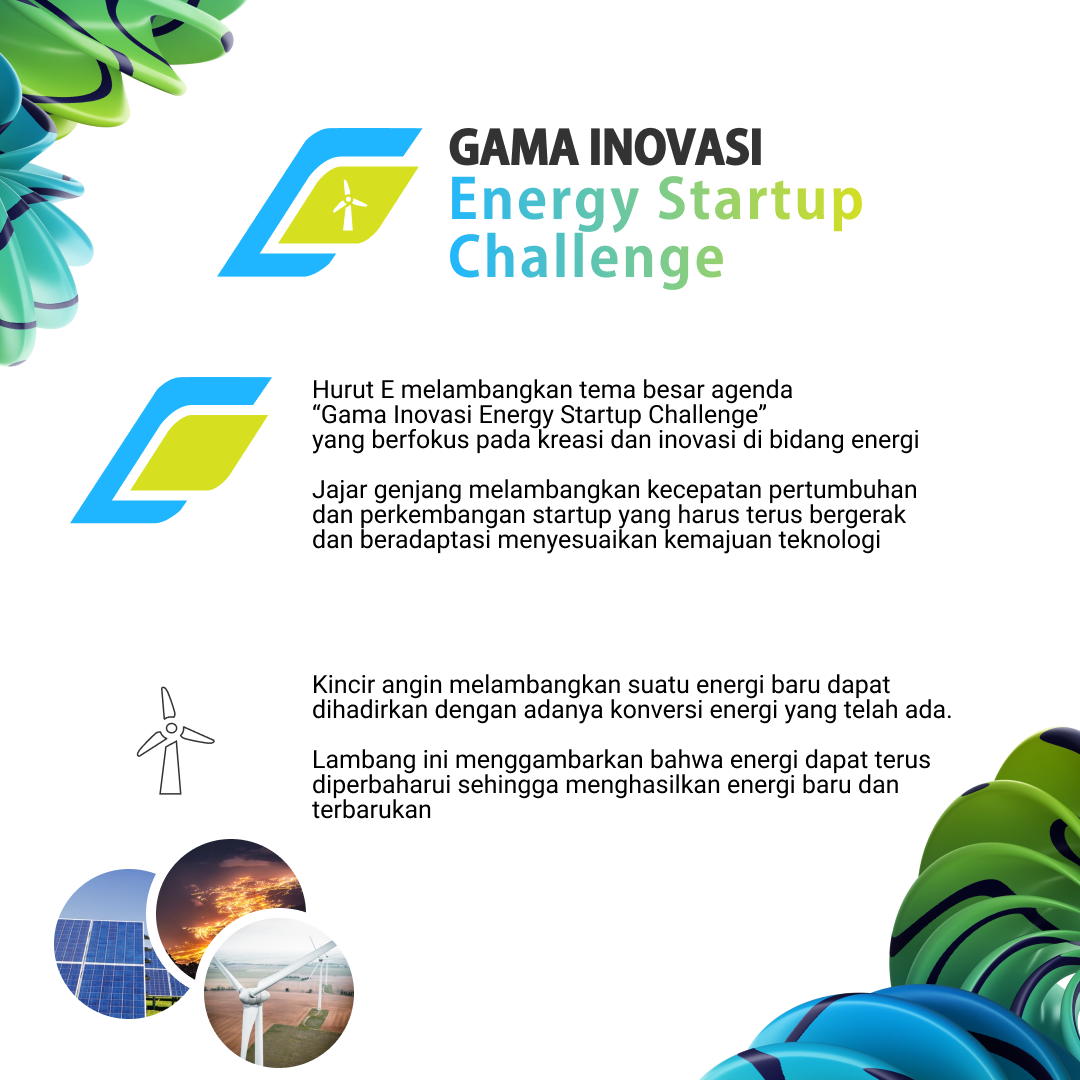 GAMA INOVASI
Energy Startup
Challenge
Hurut E melambangkan tema besar agenda
“Gama Inovasi Energy Startup Challenge”
yang berfokus pada kreasi dan inovasi di bidang energi
Jajar genjang melambangkan kecepatan pertumbuhan
dan perkembangan startup yang harus terus bergerak
dan beradaptasi menyesuaikan kemajuan teknologi
Kincir angin melambangkan suatu energi baru dapat
dihadirkan dengan adanya konversi energi yang telah ada.
Lambang ini menggambarkan bahwa energi dapat terus
diperbaharui sehingga menghasilkan energi baru dan
terbarukan